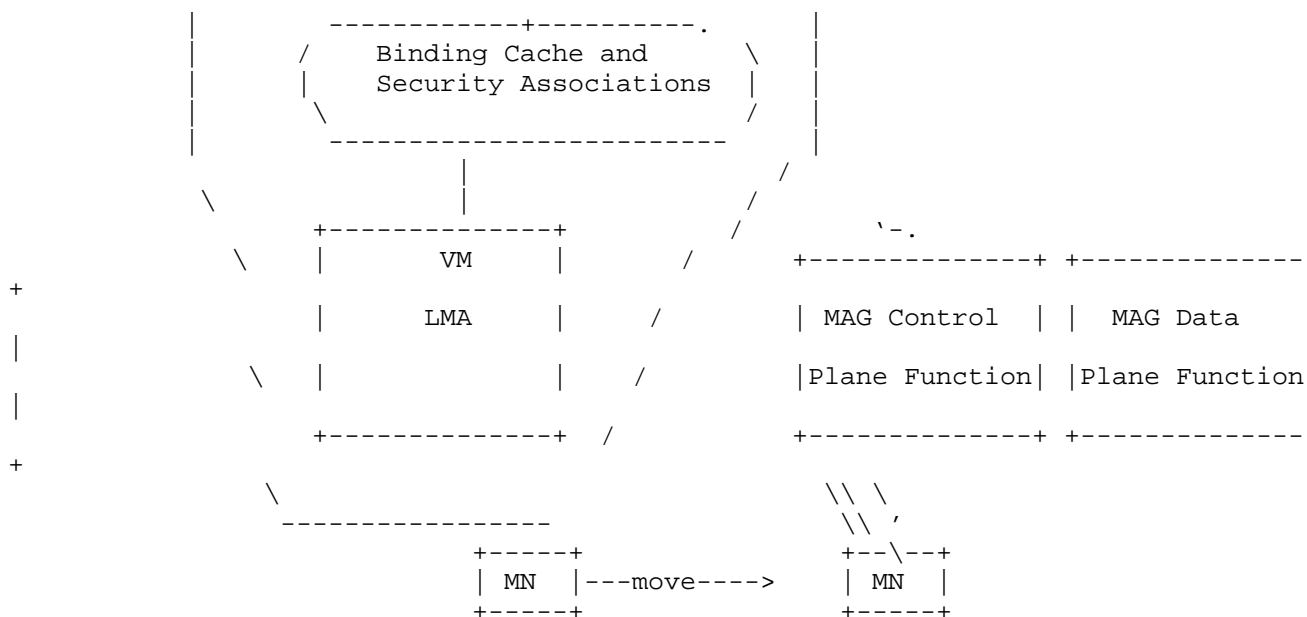 Binding Cache and
Security Associations
VM
LMA
MAG Control
MAG Data
Plane Function
Plane Function
MN
---move---->
MN